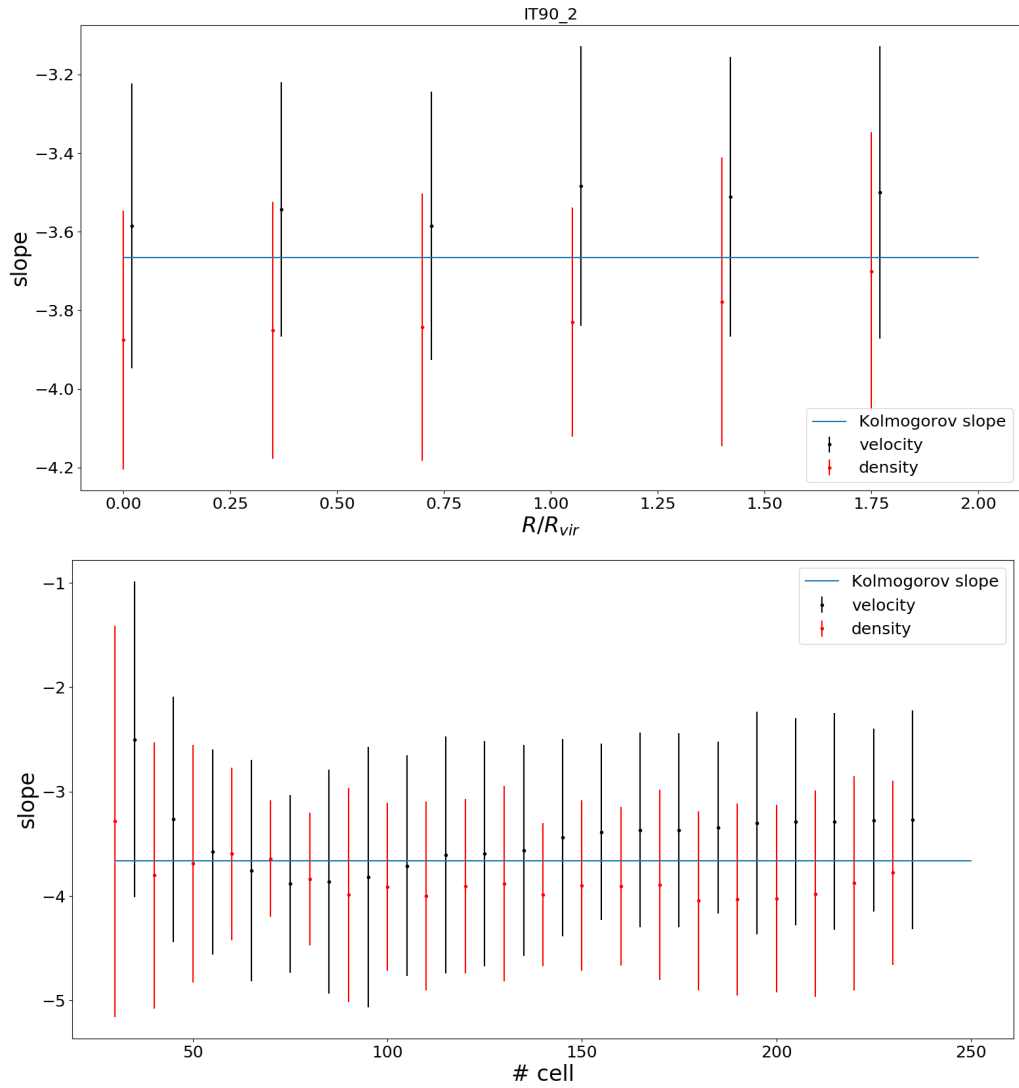 IT90_2
slope
−3.2
−3.4
−3.6
−3.8
−4.0
−4.2
Kolmogorov slope
velocity
density
0.00 0.25 0.50 0.75 1.00 1.25 1.50 1.75 2.00
R/R_vir
slope
−1
−2
−3
−4
−5
Kolmogorov slope
velocity
density
50 100 150 200 250
# cell